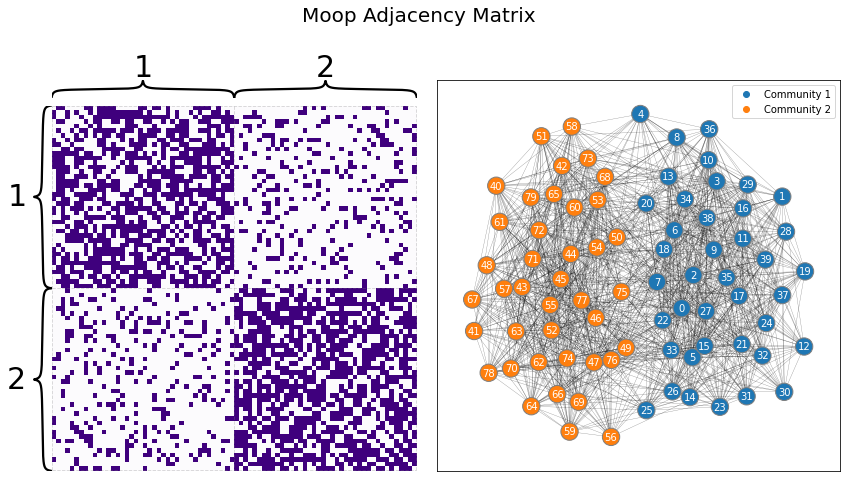 Moop Adjacency Matrix
1 2
1
2
Community 1
Community 2
4
58 36
51 8
73 10
42
68 13 3
40 29
65 79 53 34 1
20
60 16
61 38
72 6 28
50 11
54 18 9
44
71 39
48
19
45 2 35
7
57 43
75 37
67 77 17
55 0 27
46 22 24
41 63 52
21 12
49 15
33 32
74 5
62 47 76
70
78
66 26 30
14 31
69
64 25 23
59
56